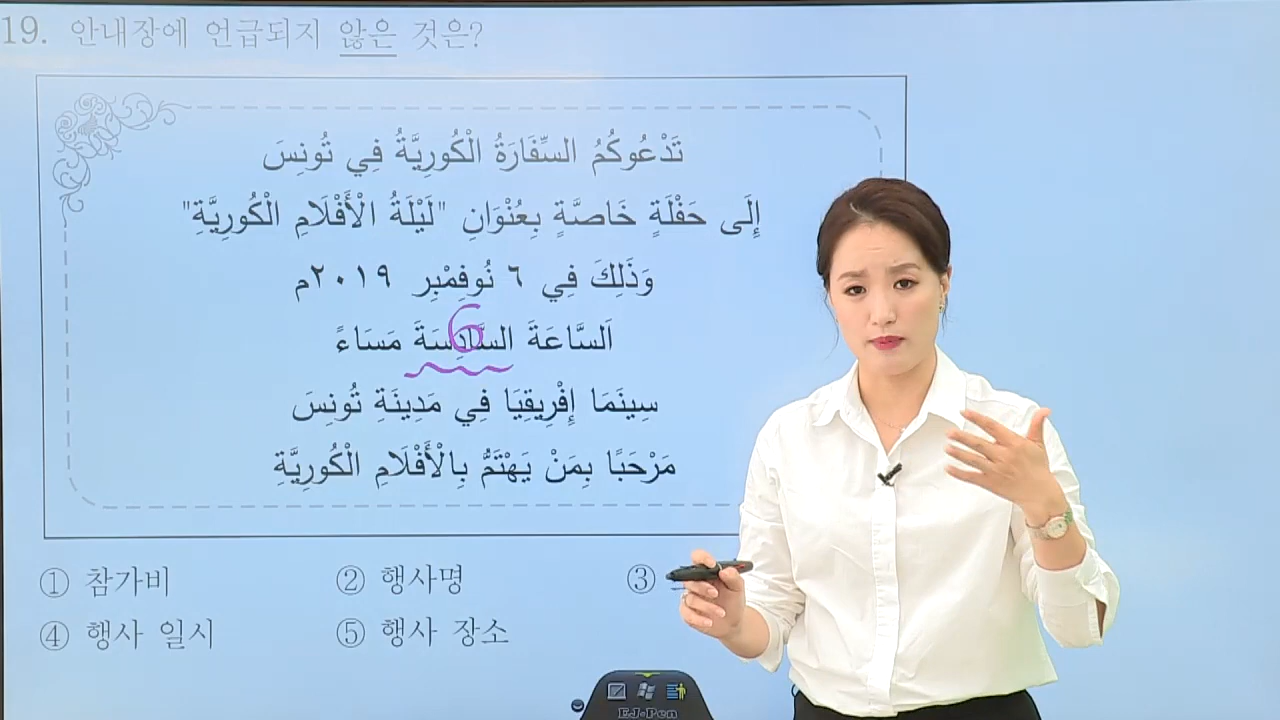 19. 안내장에 언급되지 않은 것은?
تَدْعُوكُمُ السِّفَارَةُ الْكُورِيَّةُ فِي تُونِسَ
إِلَى حَفْلَةٍ خَاصَّةٍ بِعُنْوَانِ "لَيْلَةُ الْأَفْلَامِ الْكُورِيَّةِ"
وَذَلِكَ فِي ٦ نُوفِمْبِر ٢٠١٩م
اَلسَّاعَةَ السَّادِسَةَ مَسَاءً
6
سِينَمَا إِفْرِيقِيَا فِي مَدِينَةِ تُونِسَ
مَرْحَبًا بِمَنْ يَهْتَمُّ بِالْأَفْلَامِ الْكُورِيَّةِ
① 참가비 ② 행사명 ③
④ 행사 일시 ⑤ 행사 장소
EJ-Pen